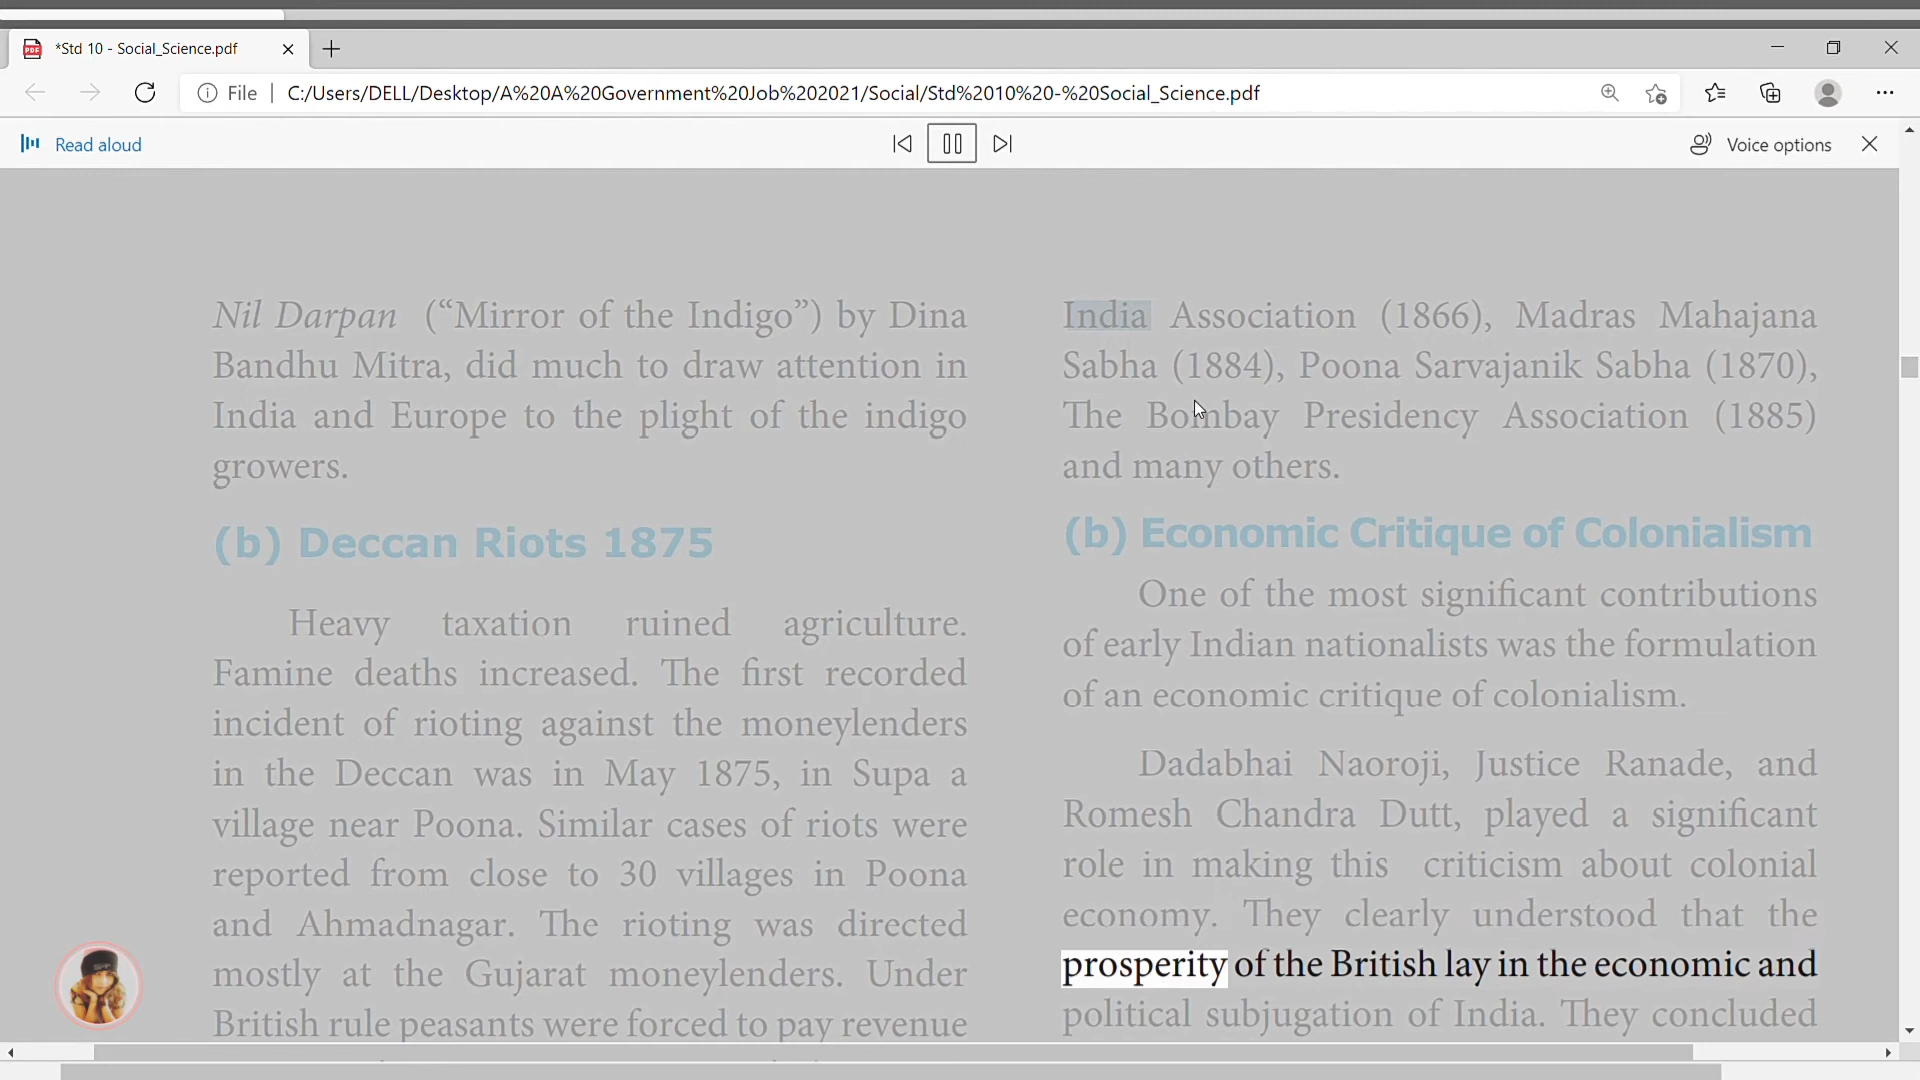 *Std 10 - Social_Science.pdf
File | C:/Users/DELL/Desktop/A%20A%20Government%20Job%202021/Social/Std%2010%20-%20Social_Science.pdf
Read aloud
Voice options
Nil Darpan (“Mirror of the Indigo”) by Dina
Bandhu Mitra, did much to draw attention in
India and Europe to the plight of the indigo
growers.
(b) Deccan Riots 1875
Heavy taxation ruined agriculture.
Famine deaths increased. The first recorded
incident of rioting against the moneylenders
in the Deccan was in May 1875, in Supa a
village near Poona. Similar cases of riots were
reported from close to 30 villages in Poona
and Ahmadnagar. The rioting was directed
mostly at the Gujarat moneylenders. Under
British rule peasants were forced to pay revenue
India Association (1866), Madras Mahajana
Sabha (1884), Poona Sarvajanik Sabha (1870),
The Bombay Presidency Association (1885)
and many others.
(b) Economic Critique of Colonialism
One of the most significant contributions
of early Indian nationalists was the formulation
of an economic critique of colonialism.
Dadabhai Naoroji, Justice Ranade, and
Romesh Chandra Dutt, played a significant
role in making this criticism about colonial
economy. They clearly understood that the
prosperity of the British lay in the economic and
political subjugation of India. They concluded